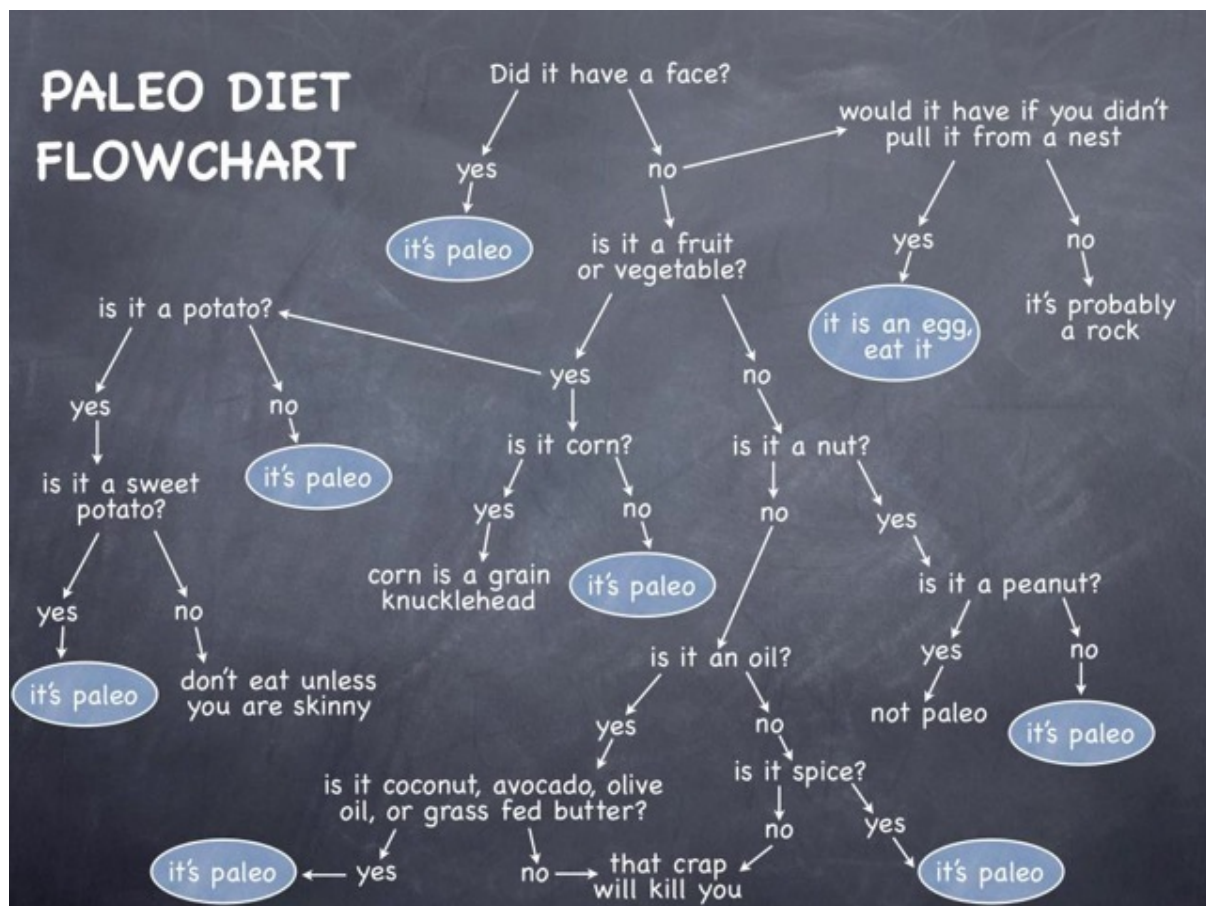 PALEO DIET
FLOWCHART
Did it have a face?
would it have if you didn't
pull it from a nest
yes
no
it's paleo
is it a fruit
or vegetable?
yes
no
it is an egg,
eat it
it's probably
a rock
is it a potato?
yes
no
yes
no
it's paleo
is it a sweet
potato?
is it corn?
is it a nut?
yes
no
no
yes
corn is a grain
knucklehead
it's paleo
is it a peanut?
yes
no
yes
no
it's paleo
don't eat unless
you are skinny
is it an oil?
not paleo
it's paleo
yes
no
is it coconut, avocado, olive
oil, or grass fed butter?
is it spice?
no
yes
it's paleo
yes
no
that crap
will kill you
it's paleo